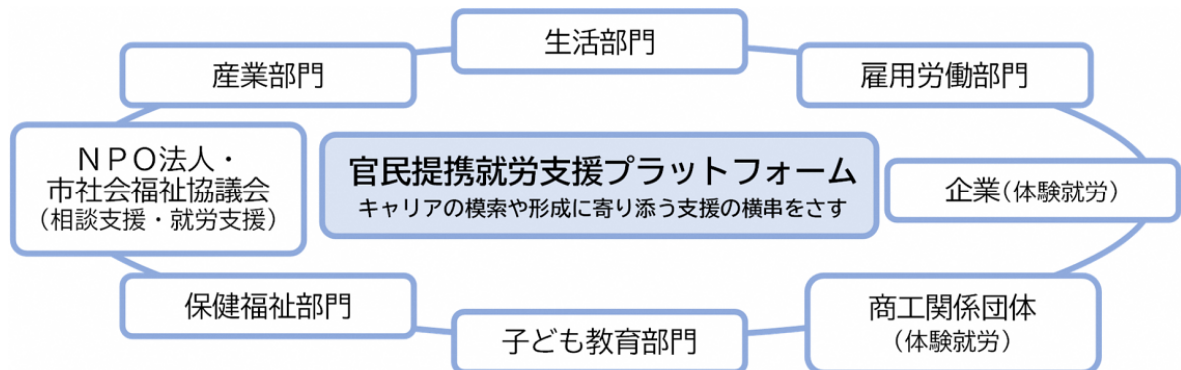 生活部門
産業部門
雇用労働部門
ＮＰＯ法人・
市社会福祉協議会
（相談支援・就労支援）
官民提携就労支援プラットフォーム
キャリアの模索や形成に寄り添う支援の横串をさす
企業（体験就労）
保健福祉部門
子ども教育部門
商工関係団体
（体験就労）